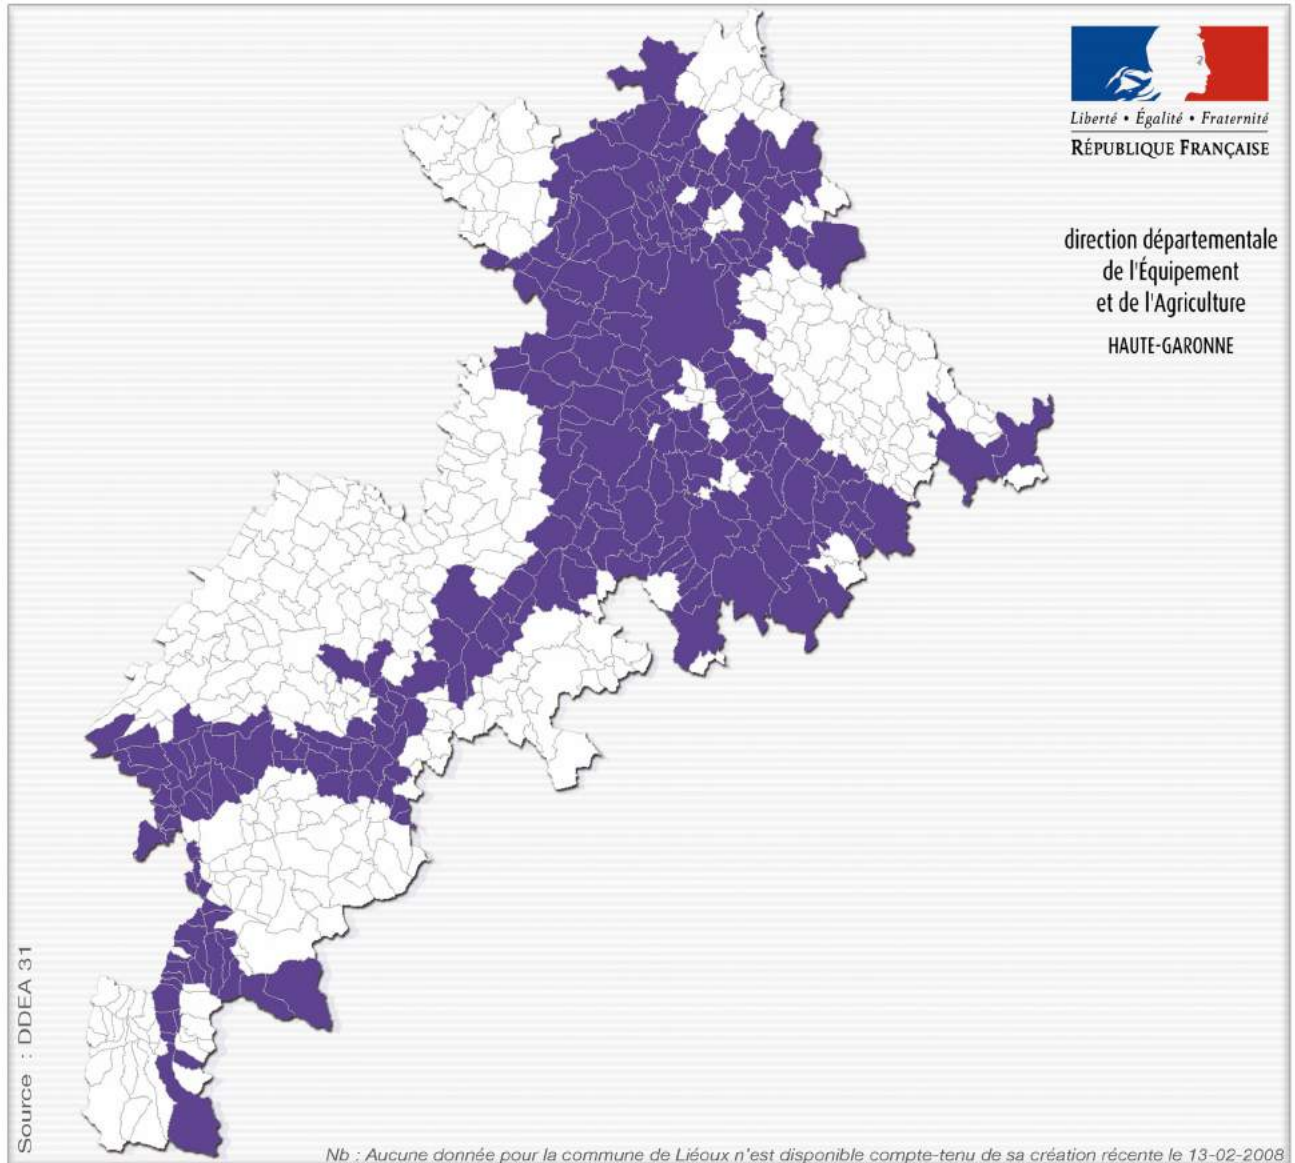 Liberté • Égalité • Fraternité
RÉPUBLIQUE FRANÇAISE
direction départementale
de l'Équipement
et de l'Agriculture
HAUTE-GARONNE
Source : DDEA 31
Nb : Aucune donnée pour la commune de Liéoux n'est disponible compte-tenu de sa création récente le 13-02-2008